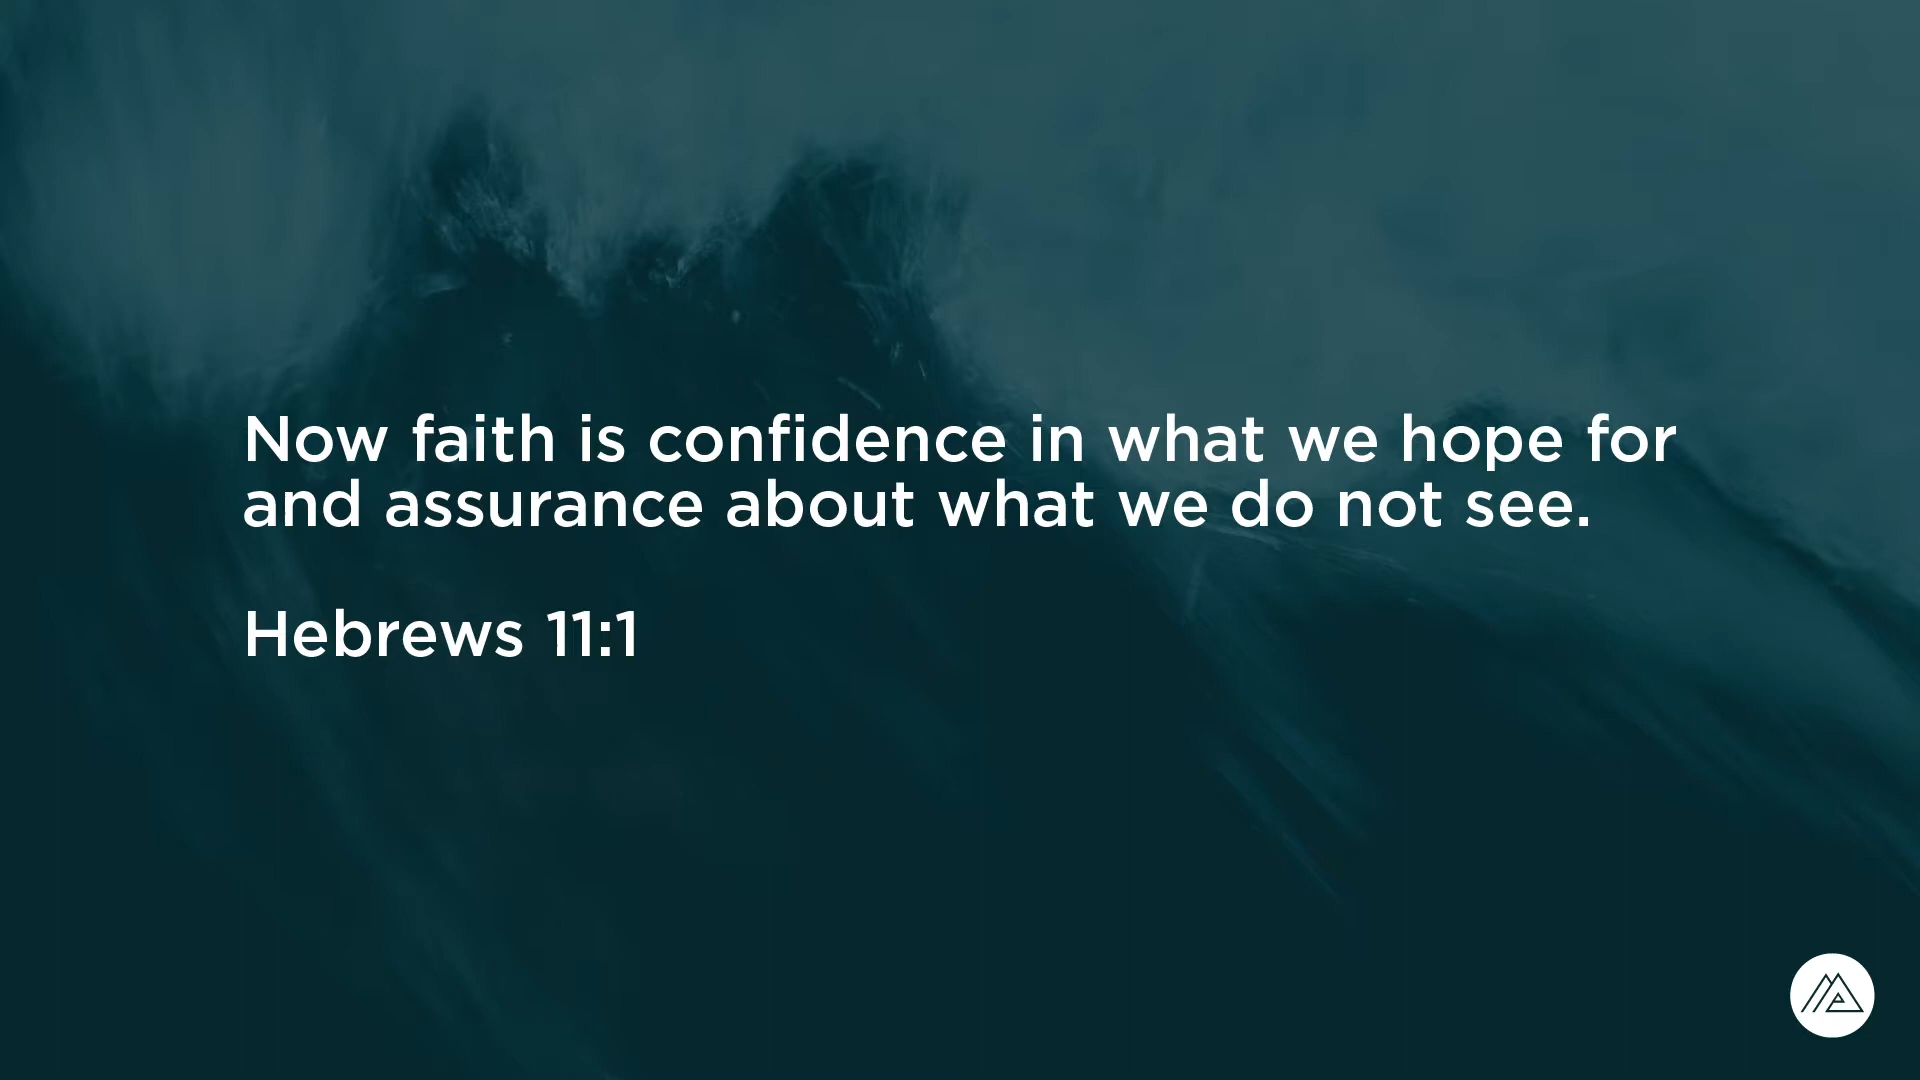 Now faith is confidence in what we hope for
and assurance about what we do not see.
Hebrews 11:1